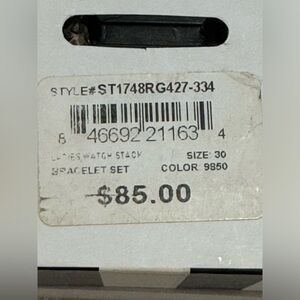 STYLE# ST1748RG427-334
8 46692 21163 4
LADIES WATCH STACK SIZE: 30
BRACELET SET COLOR: 9850
$85.00